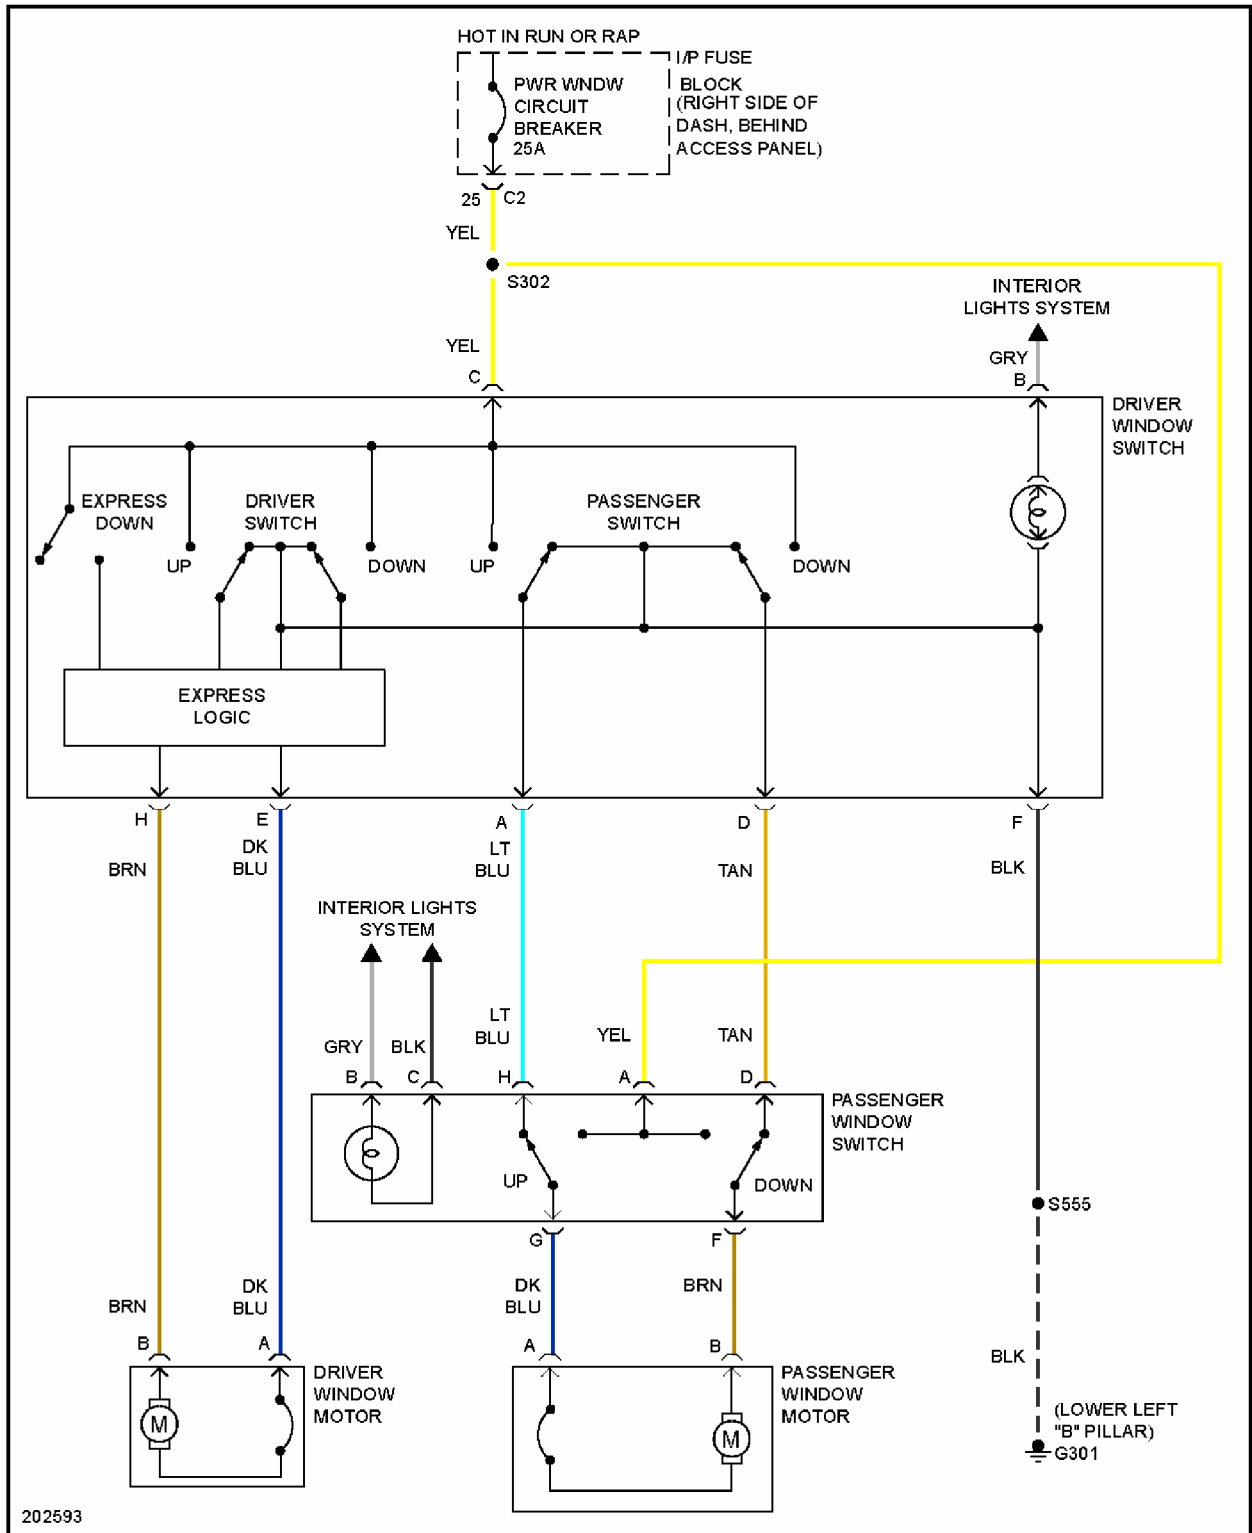 HOT IN RUN OR RAP
I/P FUSE
BLOCK
(RIGHT SIDE OF
DASH, BEHIND
ACCESS PANEL)
PWR WNDW
CIRCUIT
BREAKER
25A
25
C2
YEL
S302
INTERIOR
LIGHTS SYSTEM
YEL
GRY
C
B
DRIVER
WINDOW
SWITCH
EXPRESS
DOWN
DRIVER
SWITCH
PASSENGER
SWITCH
UP
DOWN
UP
DOWN
EXPRESS
LOGIC
H
E
A
D
F
BRN
DK
BLU
LT
BLU
TAN
BLK
INTERIOR LIGHTS
SYSTEM
GRY
BLK
LT
BLU
YEL
TAN
B
C
H
A
D
PASSENGER
WINDOW
SWITCH
UP
DOWN
S555
G
F
BRN
DK
BLU
DK
BLU
BRN
B
A
A
B
BLK
DRIVER
WINDOW
MOTOR
M
PASSENGER
WINDOW
MOTOR
M
(LOWER LEFT
"B" PILLAR)
G301
202593